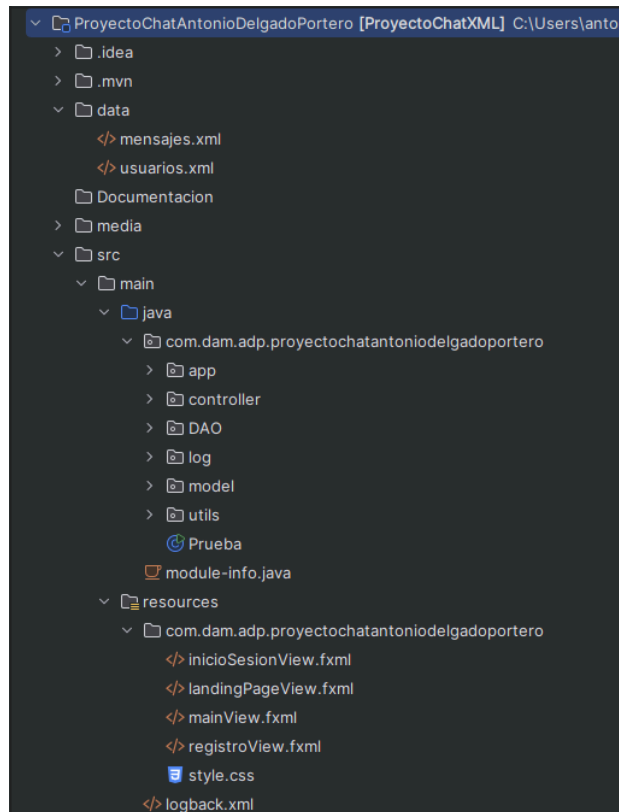 ProyectoChatAntonioDelgadoPortero [ProyectoChatXML] C:\Users\anto
.idea
.mvn
data
mensajes.xml
usuarios.xml
Documentacion
media
src
main
java
com.dam.adp.proyectochatantoniodelgadoportero
app
controller
DAO
log
model
utils
Prueba
module-info.java
resources
com.dam.adp.proyectochatantoniodelgadoportero
inicioSesionView.fxml
landingPageView.fxml
mainView.fxml
registroView.fxml
style.css
logback.xml